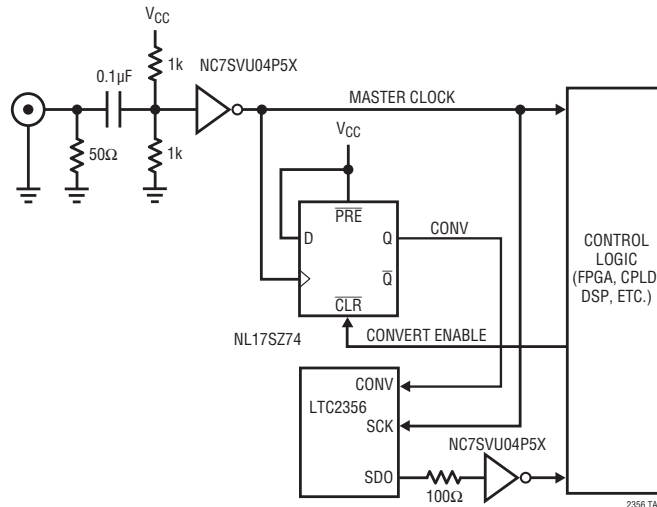 VCC
NC7SVU04P5X
0.1µF
1k
MASTER CLOCK
50Ω
1k
VCC
PRE
D
Q
CONV
Q
CLR
CONTROL
LOGIC
(FPGA, CPLD,
DSP, ETC.)
NL17SZ74
CONVERT ENABLE
CONV
LTC2356
SCK
NC7SVU04P5X
SDO
100Ω
2356 TA